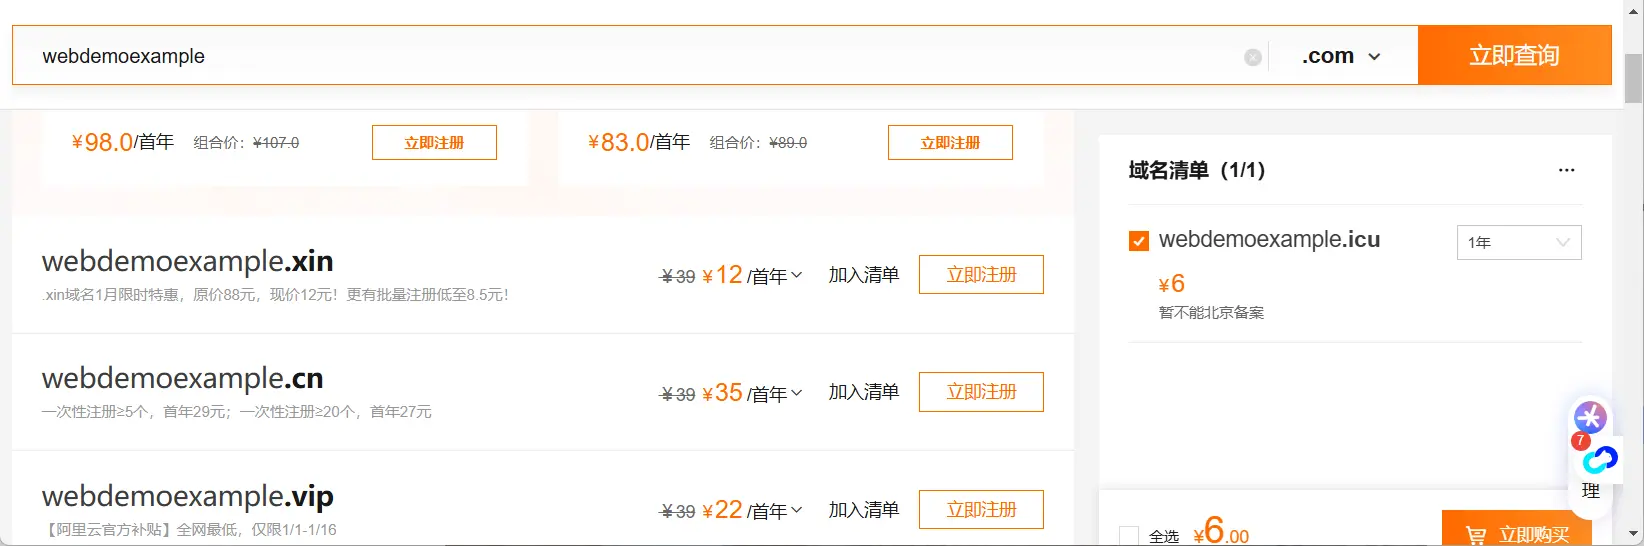 webdemoexample .com 立即查询
¥98.0/首年 组合价：¥107.0 立即注册 ¥83.0/首年 组合价：¥89.0 立即注册
域名清单（1/1） ...
webdemoexample.xin ¥39 ¥12 /首年 加入清单 立即注册
.xin域名1月限时特惠，原价88元，现价12元！更有批量注册低至8.5元！
webdemoexample.icu 1年
¥6
暂不能北京备案
webdemoexample.cn ¥39 ¥35 /首年 加入清单 立即注册
一次性注册≥5个，首年29元；一次性注册≥20个，首年27元
webdemoexample.vip ¥39 ¥22 /首年 加入清单 立即注册
【阿里云官方补贴】全网最低，仅限1/1-1/16
7
理
全选 ¥6.00 立即购买